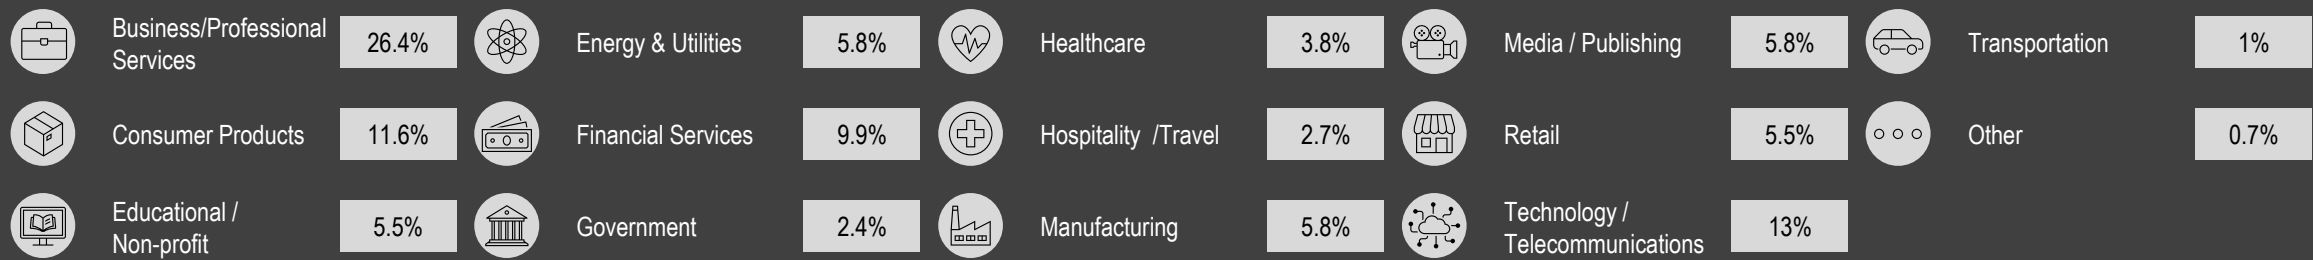 Business/Professional
Services
26.4%
Energy & Utilities
5.8%
Healthcare
3.8%
Media / Publishing
5.8%
Transportation
1%
Consumer Products
11.6%
Financial Services
9.9%
Hospitality /Travel
2.7%
Retail
5.5%
Other
0.7%
Educational /
Non-profit
5.5%
Government
2.4%
Manufacturing
5.8%
Technology /
Telecommunications
13%